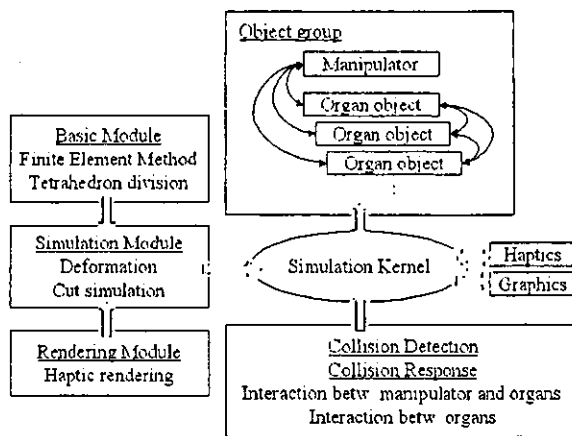 Object group
Manipulator
Organ object
Organ object
Organ object
Basic Module
Finite Element Method
Tetrahedron division
Simulation Module
Deformation
Cut simulation
Simulation Kernel
Haptics
Graphics
Rendering Module
Haptic rendering
Collision Detection
Collision Response
Interaction betw manipulator and organs
Interaction betw organs